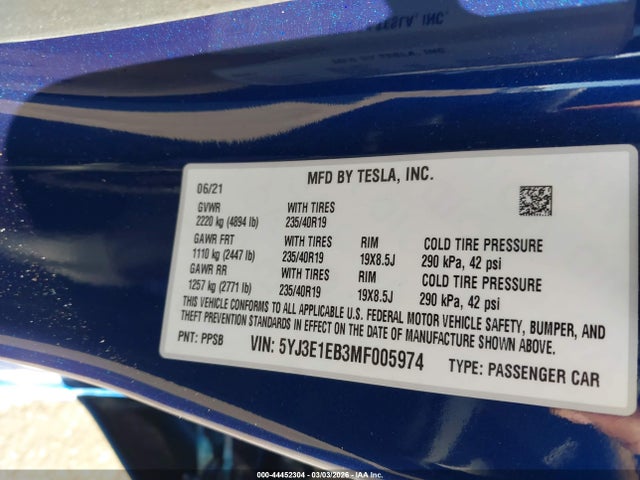 MFD BY TESLA, INC.
06/21
GVWR WITH TIRES
2220 kg (4894 lb) 235/40R19
GAWR FRT WITH TIRES RIM COLD TIRE PRESSURE
1110 kg (2447 lb) 235/40R19 19X8.5J 290 kPa, 42 psi
GAWR RR WITH TIRES RIM COLD TIRE PRESSURE
1257 kg (2771 lb) 235/40R19 19X8.5J 290 kPa, 42 psi
THIS VEHICLE CONFORMS TO ALL APPLICABLE U.S. FEDERAL MOTOR VEHICLE SAFETY, BUMPER, AND
THEFT PREVENTION STANDARDS IN EFFECT ON THE DATE OF MANUFACTURE SHOWN ABOVE.
PNT: PPSB VIN: 5YJ3E1EB3MF005974 TYPE: PASSENGER CAR
000-44452304 | 03/03/2026 | IAA Inc.